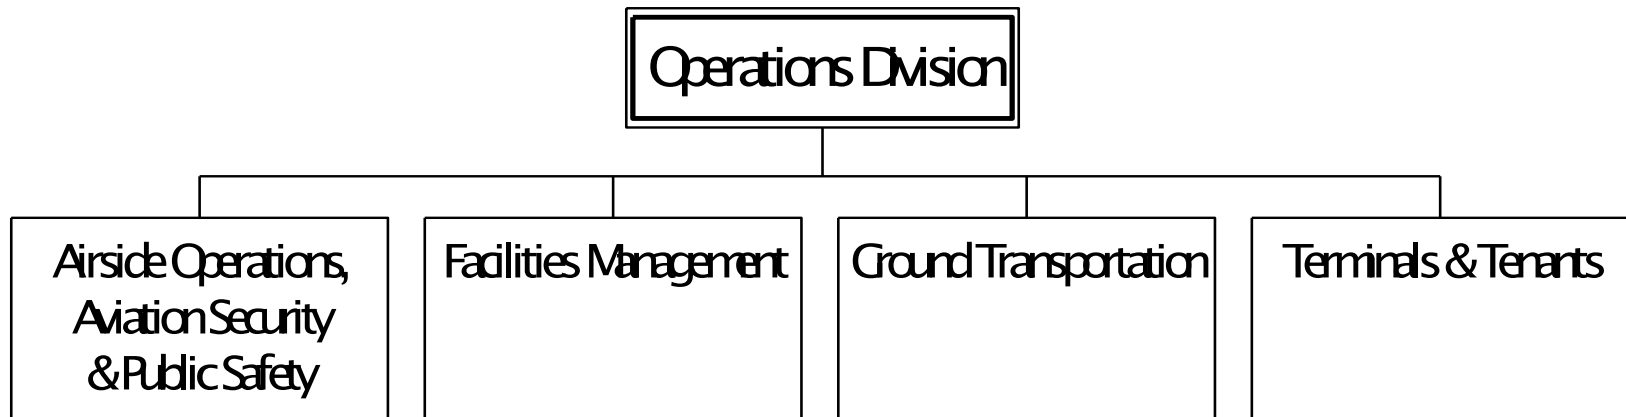 Operations Division
Airside Operations,
Aviation Security
& Public Safety
Facilities Management
Ground Transportation
Terminals & Tenants